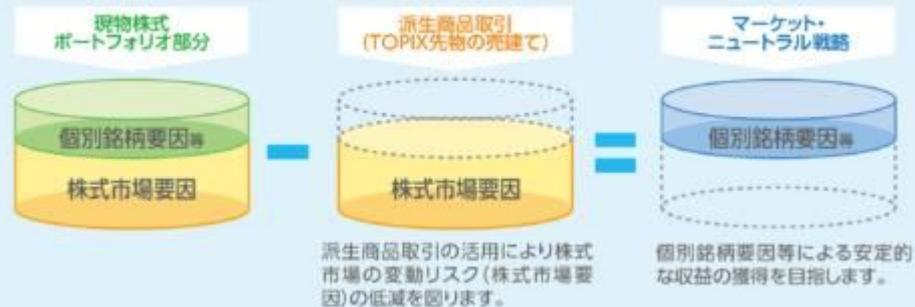 現物株式
ポートフォリオ部分
派生商品取引
(TOPIX先物の売建て)
マーケット・
ニュートラル戦略
個別銘柄要因等
株式市場要因
株式市場要因
個別銘柄要因等
派生商品取引の活用により株式
市場の変動リスク(株式市場要
因)の低減を図ります。
個別銘柄要因等による安定的
な収益の獲得を目指します。